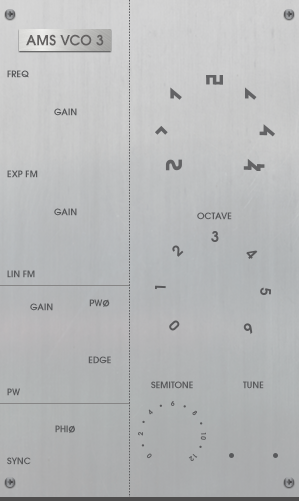 AMS VCO 3
FREQ
GAIN
EXP FM
GAIN
LIN FM
GAIN
PWØ
EDGE
PW
PHIØ
SYNC
OCTAVE
0 1 2 3 4 5 6
SEMITONE
TUNE
0 2 4 6 8 10 12